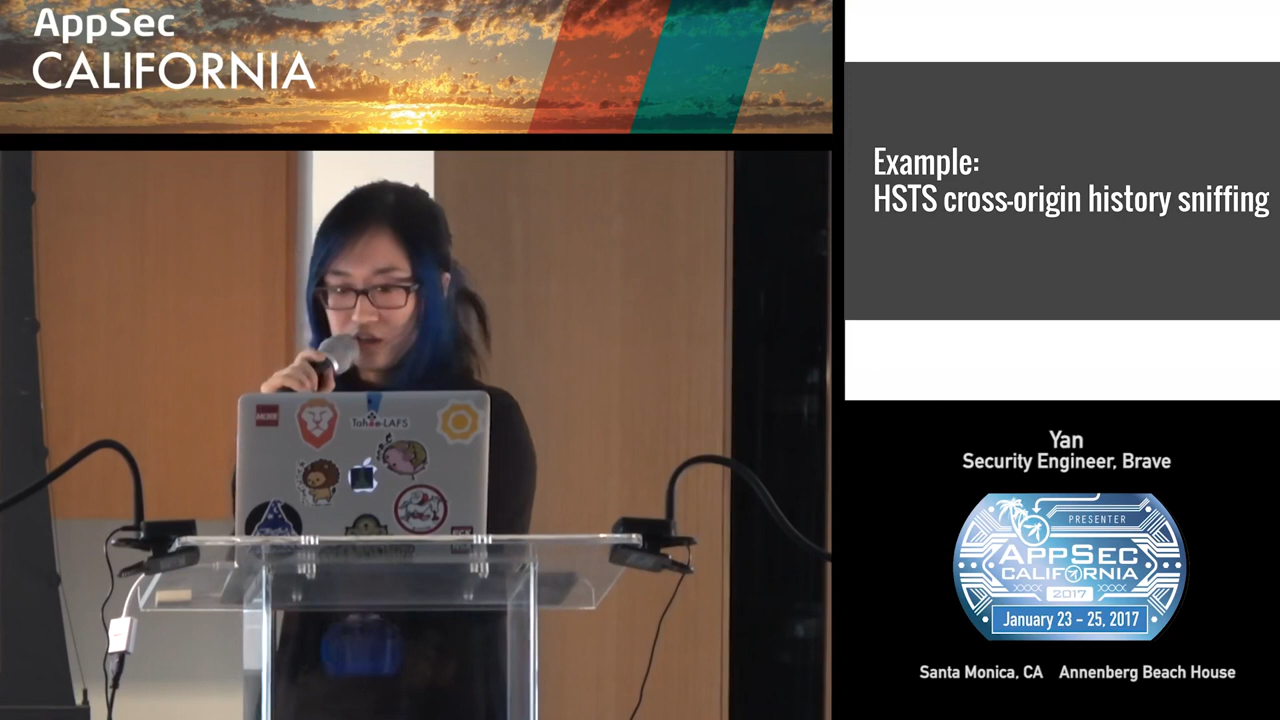 AppSec
CALIFORNIA
Example:
HSTS cross-origin history sniffing
Yan
Security Engineer, Brave
PRESENTER
APPSEC
CALIFORNIA
2017
January 23 - 25, 2017
Santa Monica, CA Annenberg Beach House
MORE
Tahoe-LAFS